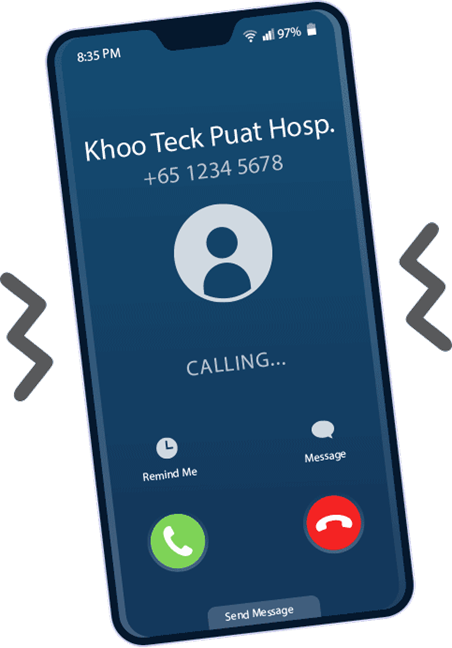 8:35 PM 97%
Khoo Teck Puat Hosp.
+65 1234 5678
CALLING...
Remind Me Message
Send Message